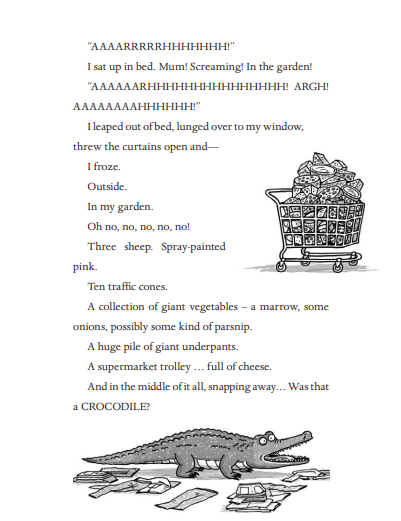 “AAAARRRRRHHHHHHH!”
I sat up in bed. Mum! Screaming! In the garden!
“AAAAAARHHHHHHHHHHHHHHH! ARGH!
AAAAAAAAHHHHHH!”
I leaped out of bed, lunged over to my window,
threw the curtains open and—
I froze.
Outside.
In my garden.
Oh no, no, no, no, no!
Three sheep. Spray-painted
pink.
Ten traffic cones.
A collection of giant vegetables – a marrow, some
onions, possibly some kind of parsnip.
A huge pile of giant underpants.
A supermarket trolley … full of cheese.
And in the middle of it all, snapping away… Was that
a CROCODILE?